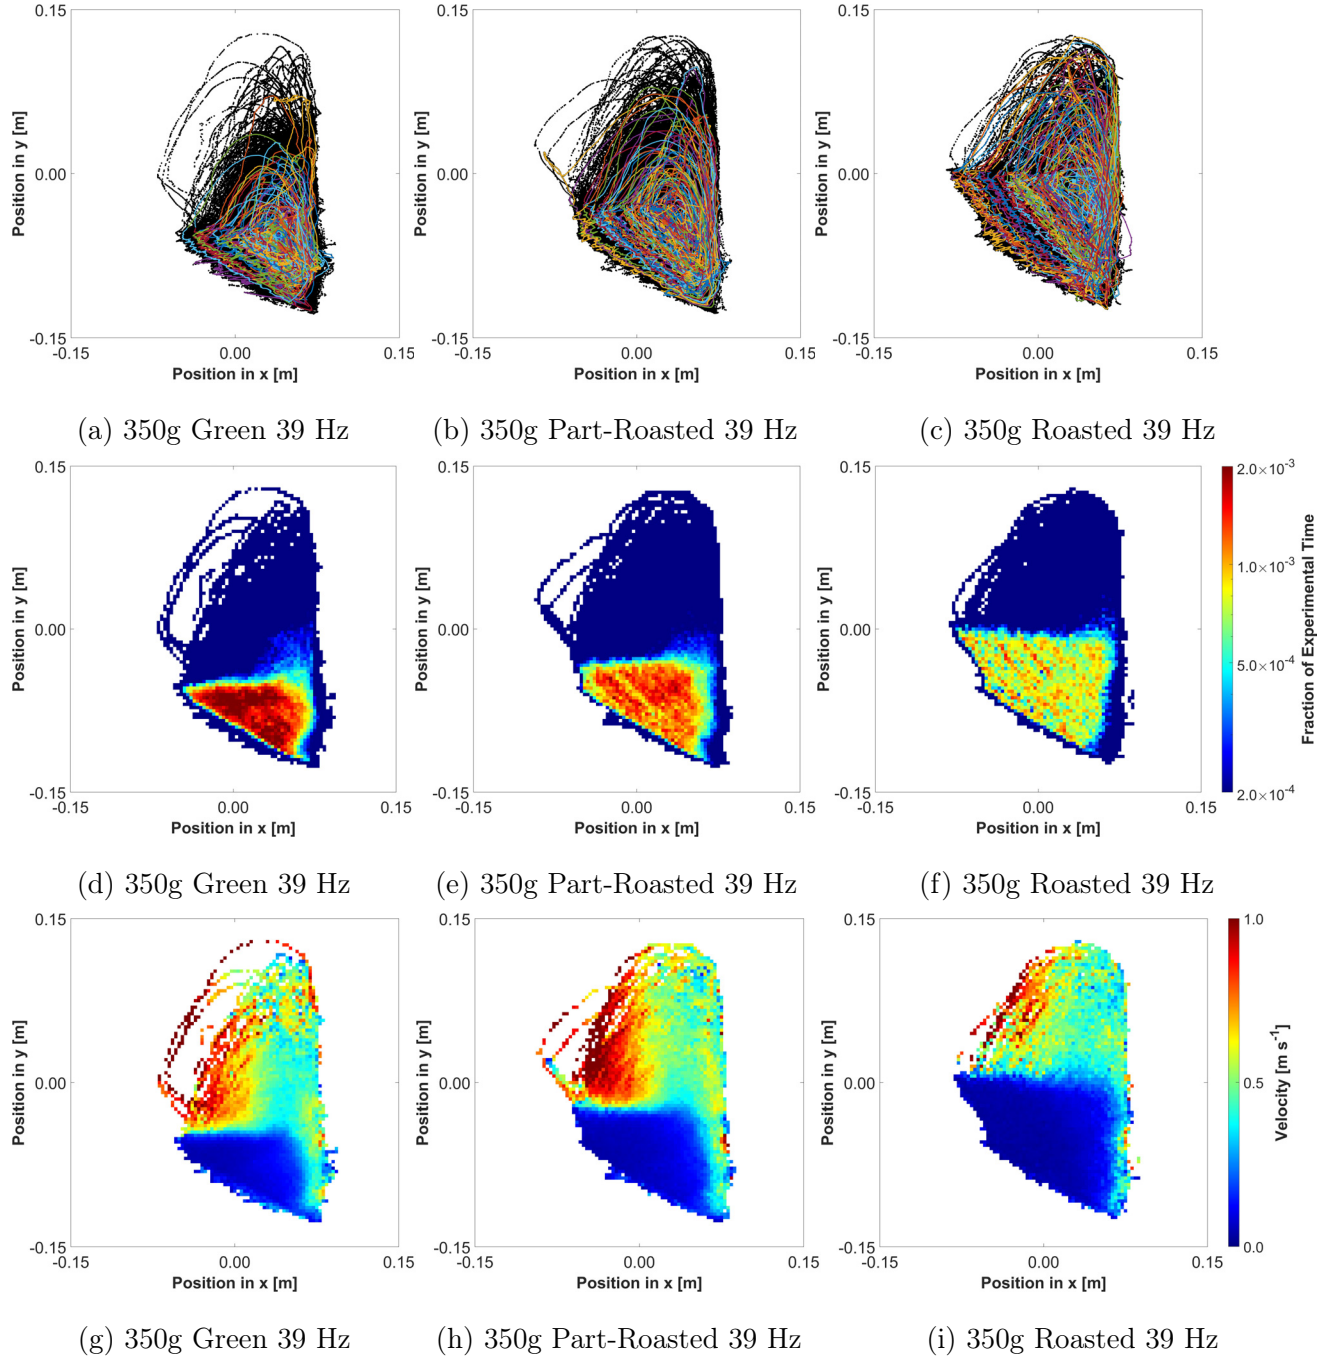 0.15
0.15
0.15
Position in y [m]
0.00
Position in y [m]
0.00
Position in y [m]
0.00
-0.15
-0.15
-0.15
-0.15
0.00
0.15
-0.15
0.00
0.15
-0.15
0.00
0.15
Position in x [m]
Position in x [m]
Position in x [m]
(a) 350g Green 39 Hz
(b) 350g Part-Roasted 39 Hz
(c) 350g Roasted 39 Hz
0.15
0.15
0.15
2.0×10⁻³
Position in y [m]
0.00
Position in y [m]
0.00
Position in y [m]
0.00
1.0×10⁻³
5.0×10⁻⁴
2.0×10⁻⁴
Fraction of Experimental Time
-0.15
-0.15
-0.15
-0.15
0.00
0.15
-0.15
0.00
0.15
-0.15
0.00
0.15
Position in x [m]
Position in x [m]
Position in x [m]
(d) 350g Green 39 Hz
(e) 350g Part-Roasted 39 Hz
(f) 350g Roasted 39 Hz
0.15
0.15
0.15
1.0
Position in y [m]
0.00
Position in y [m]
0.00
Position in y [m]
0.00
0.5
0.0
Velocity [m s⁻¹]
-0.15
-0.15
-0.15
-0.15
0.00
0.15
-0.15
0.00
0.15
-0.15
0.00
0.15
Position in x [m]
Position in x [m]
Position in x [m]
(g) 350g Green 39 Hz
(h) 350g Part-Roasted 39 Hz
(i) 350g Roasted 39 Hz